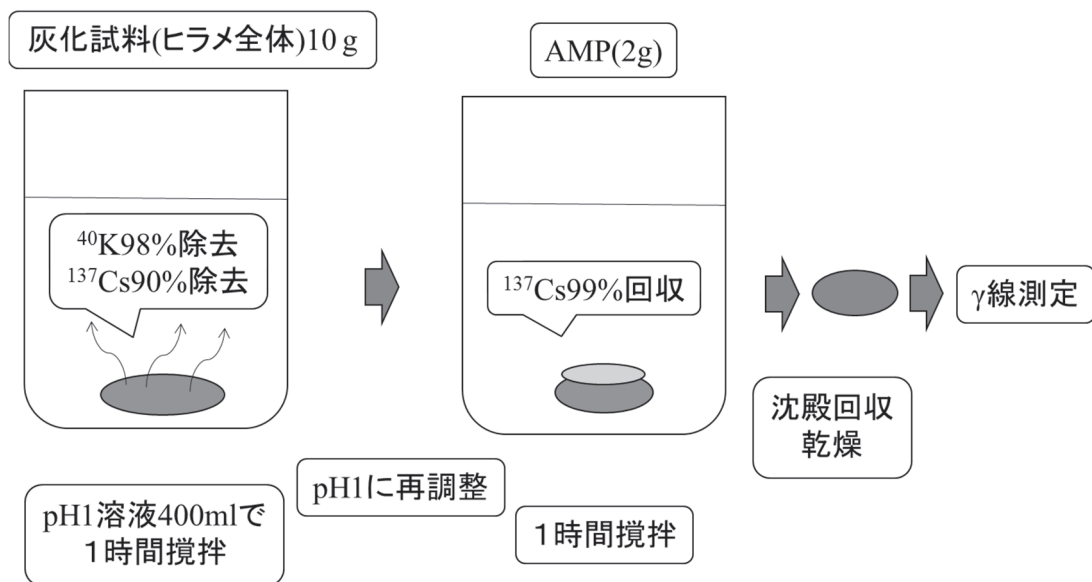 灰化試料(ヒラメ全体)10 g
AMP(2g)
⁴⁰K98%除去
¹³⁷Cs90%除去
¹³⁷Cs99%回収
γ線測定
沈殿回収
乾燥
pH1に再調整
pH1溶液400mlで
１時間撹拌
１時間撹拌